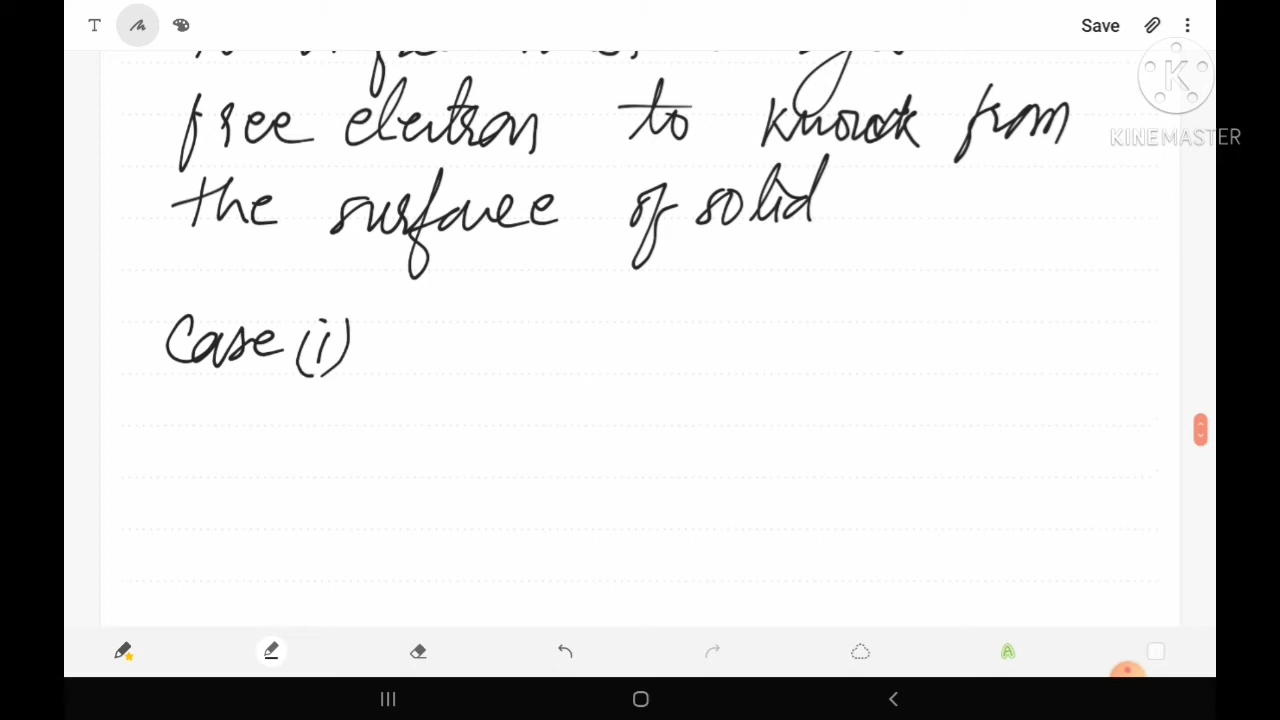 T
Save
K
KINEMASTER
free electron to knock from
the surface of solid
Case (i)
A